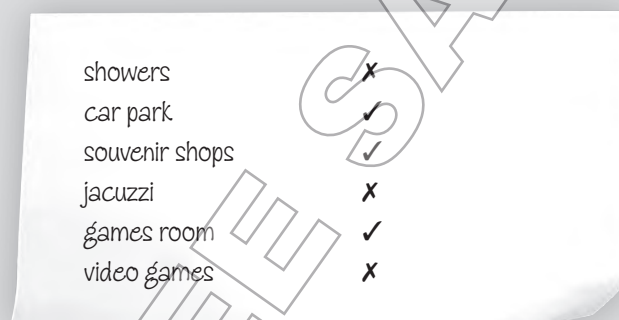 showers ✗
car park ✓
souvenir shops ✓
jacuzzi ✗
games room ✓
video games ✗